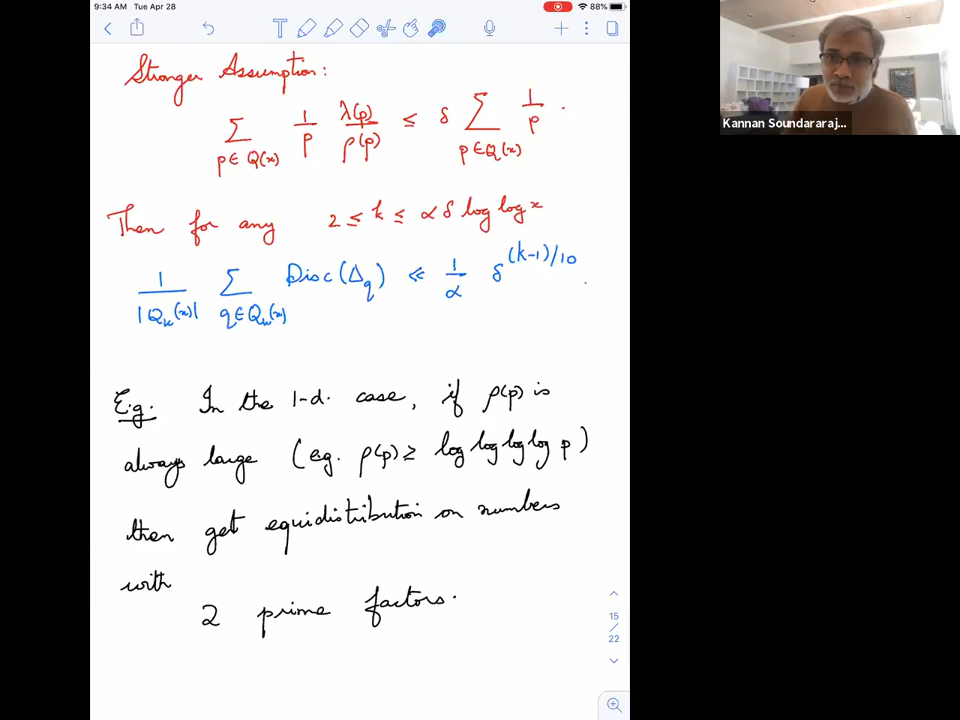 9:34 AM Tue Apr 28
88%
Stronger Assumption:
∑_{p∈Q(x)} 1/p λ(p)/ρ(p) ≤ δ ∑_{p∈Q(x)} 1/p .
Then for any 2 ≤ k ≤ αδ log log x
1/|Q_k(x)| ∑_{q∈Q_k(x)} Disc(Δ_q) ≪ 1/α δ^{(k-1)/10} .
E.g. In the 1-d. case, if ρ(p) is
always large (e.g. ρ(p) ≥ log log log log p)
then get equidistribution on numbers
with
2 prime factors.
15
/
22
Kannan Soundararaj...